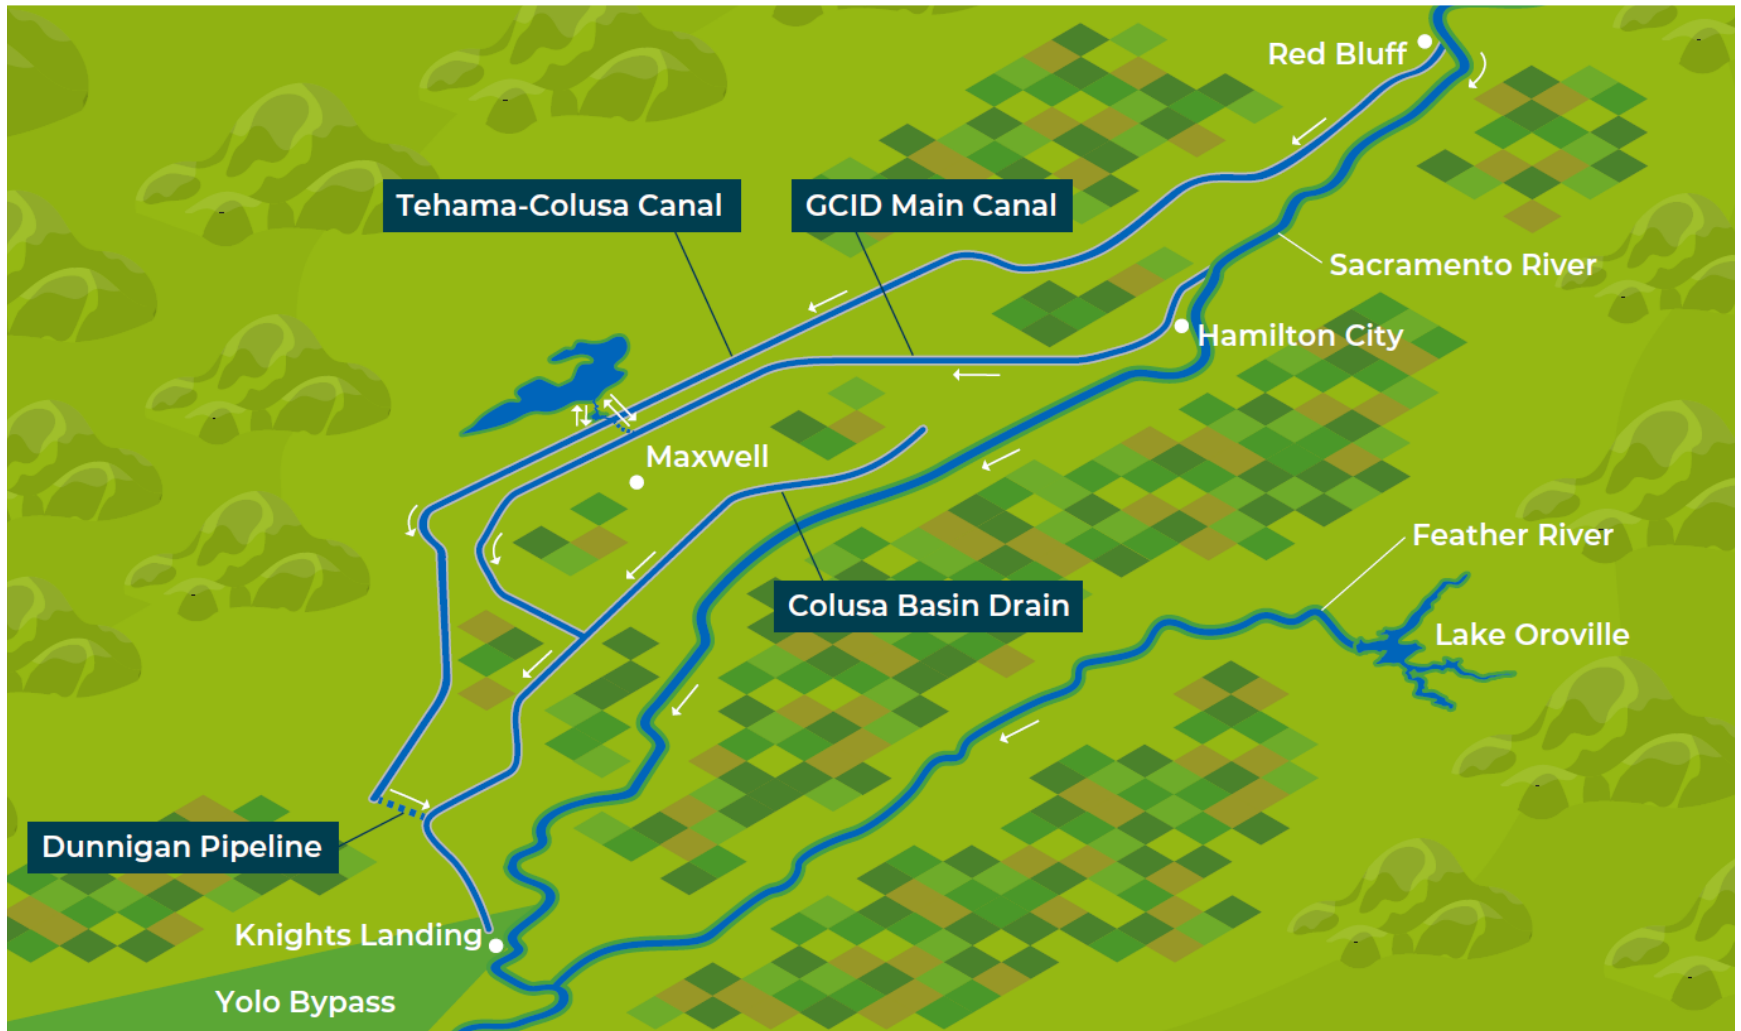 Red Bluff
Tehama-Colusa Canal
GCID Main Canal
Sacramento River
Hamilton City
Maxwell
Feather River
Colusa Basin Drain
Lake Oroville
Dunnigan Pipeline
Knights Landing
Yolo Bypass